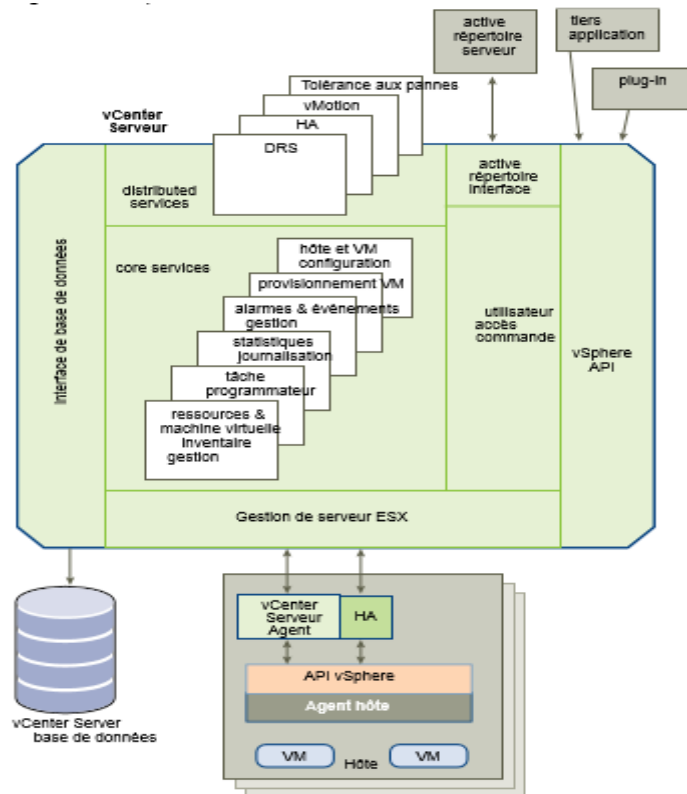 active
répertoire
serveur
tiers
application
plug-in
vCenter
Serveur
Tolérance aux pannes
vMotion
HA
DRS
distributed
services
active
répertoire
interface
Interface de base de données
core services
hôte et VM
configuration
provisionnement VM
alarmes & événements
gestion
statistiques
journalisation
tâche
programmateur
ressources &
machine virtuelle
inventaire
gestion
utilisateur
accès
commande
vSphere
API
Gestion de serveur ESX
vCenter
Serveur
Agent
HA
API vSphere
Agent hôte
VM
VM
Hôte
vCenter Server
base de données